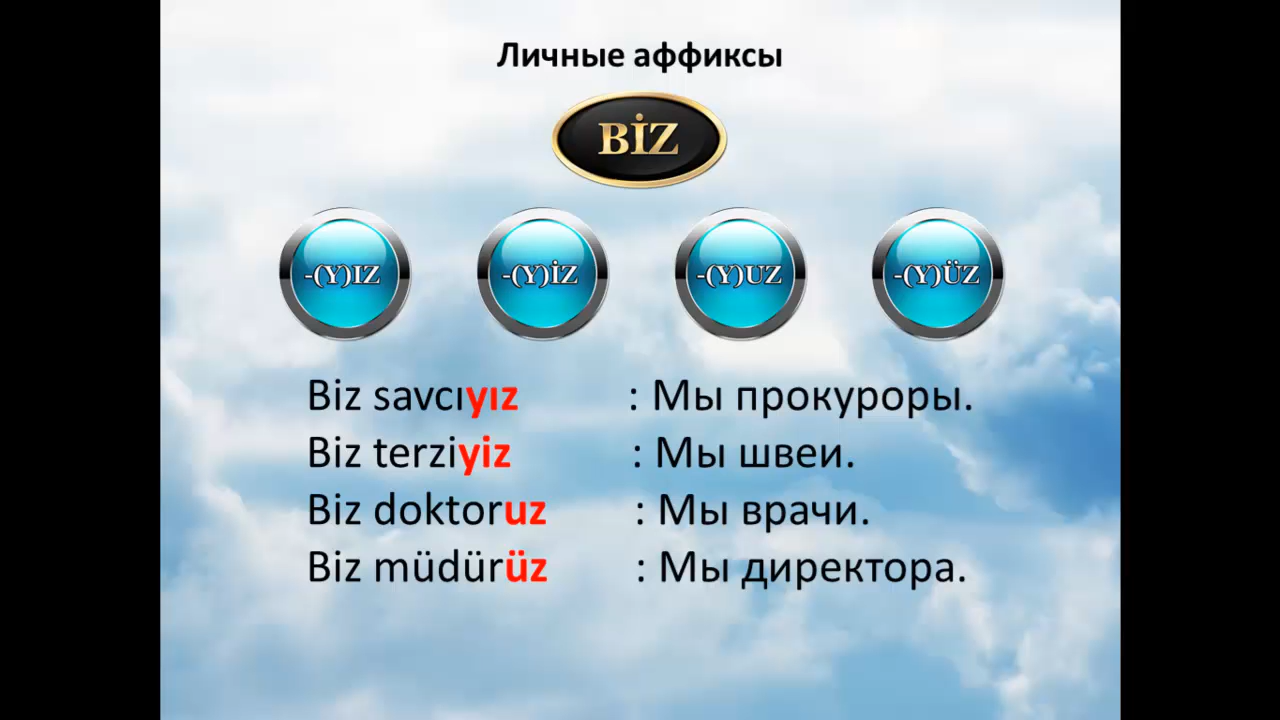 Личные аффиксы
BİZ
-(Y)IZ -(Y)İZ -(Y)UZ -(Y)ÜZ
Biz savcıyız : Мы прокуроры.
Biz terziyiz : Мы швеи.
Biz doktoruz : Мы врачи.
Biz müdürüz : Мы директора.